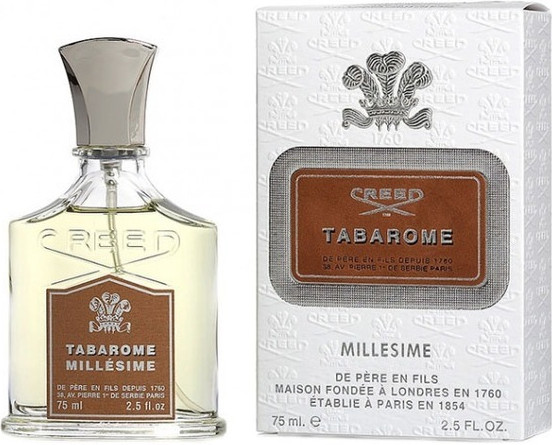 CREED
TABAROME
MILLÉSIME
DE PÈRE EN FILS DEPUIS 1760
38, AV. PIERRE 1er DE SERBIE PARIS
75 ml 2.5 fl.oz.
CREED
1760
CREED
TABAROME
DE PÈRE EN FILS DEPUIS 1760
38, AV. PIERRE 1er DE SERBIE PARIS
MILLESIME
DE PÈRE EN FILS
MAISON FONDÉE À LONDRES EN 1760
ÉTABLIE À PARIS EN 1854
75 ml. e 2.5 FL.OZ.